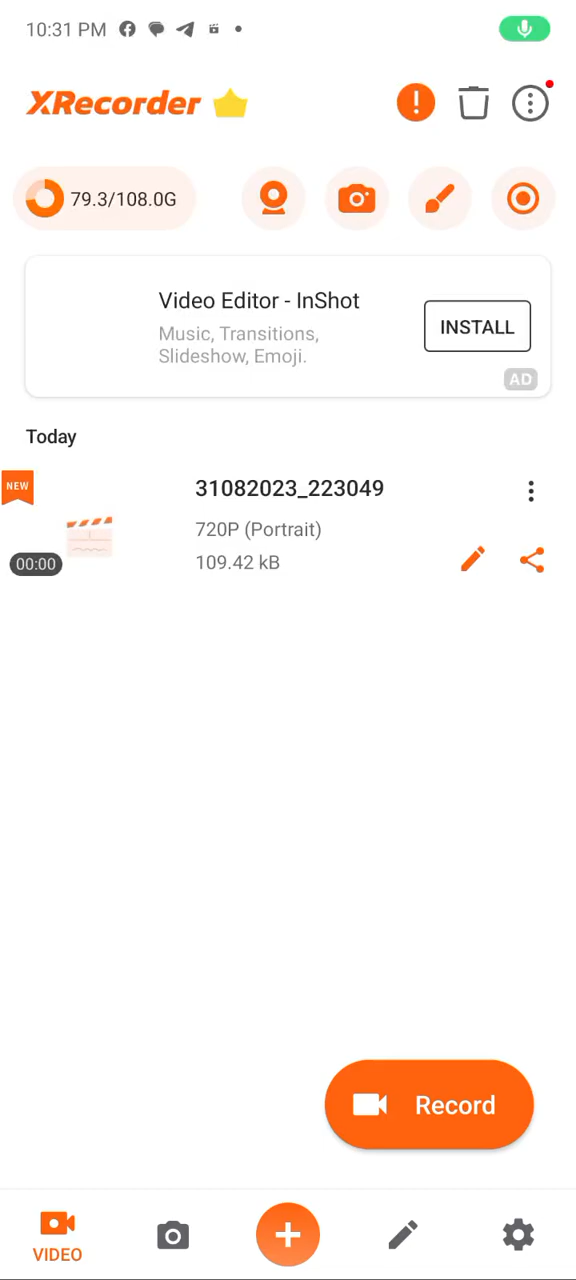 10:31 PM
XRecorder
79.3/108.0G
Video Editor - InShot
Music, Transitions,
Slideshow, Emoji.
INSTALL
AD
Today
NEW
31082023_223049
720P (Portrait)
109.42 kB
00:00
Record
VIDEO